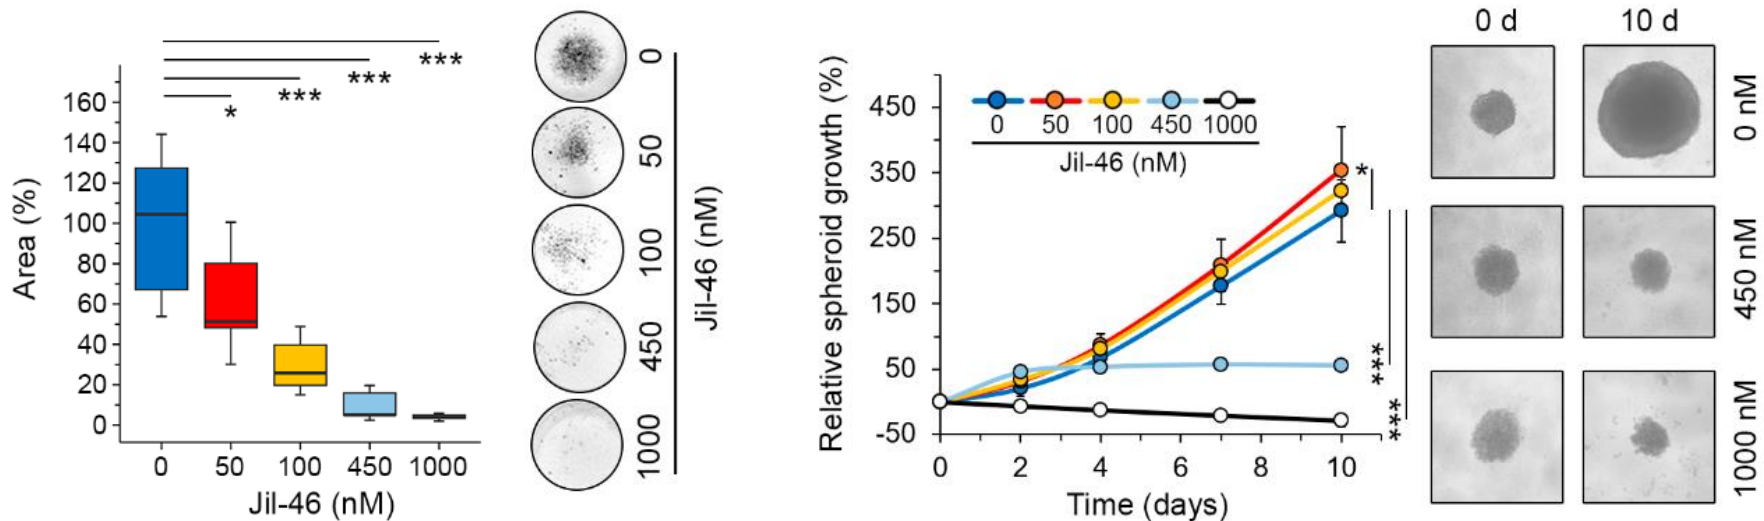 Area (%)
160
140
120
100
80
60
40
20
0
*
***
***
***
0 50 100 450 1000
Jil-46 (nM)
0
50
100
450
1000
Jil-46 (nM)
Relative spheroid growth (%)
450
350
250
150
50
-50
0 50 100 450 1000
Jil-46 (nM)
*
***
***
0 2 4 6 8 10
Time (days)
0 d 10 d
0 nM
450 nM
1000 nM